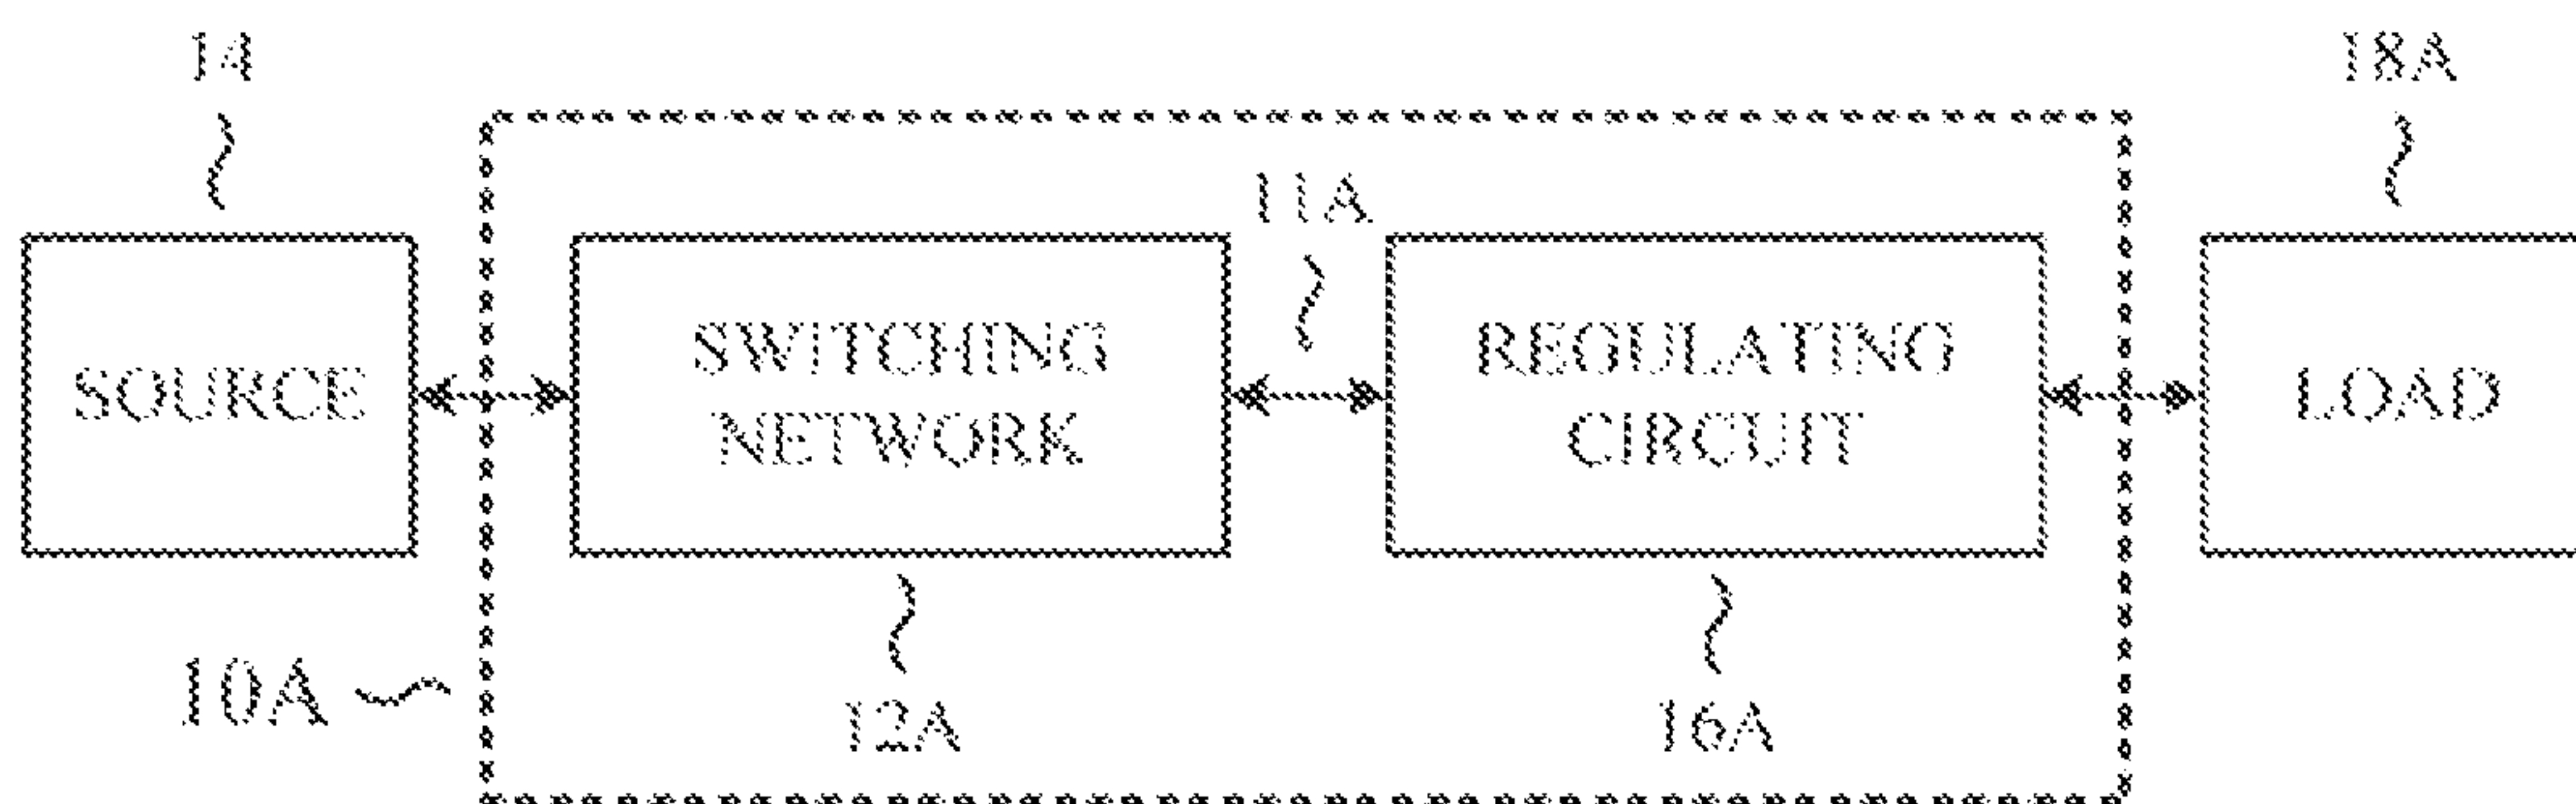 14
18A
11A
SOURCE
SWITCHING
NETWORK
REGULATING
CIRCUIT
LOAD
10A
12A
16A